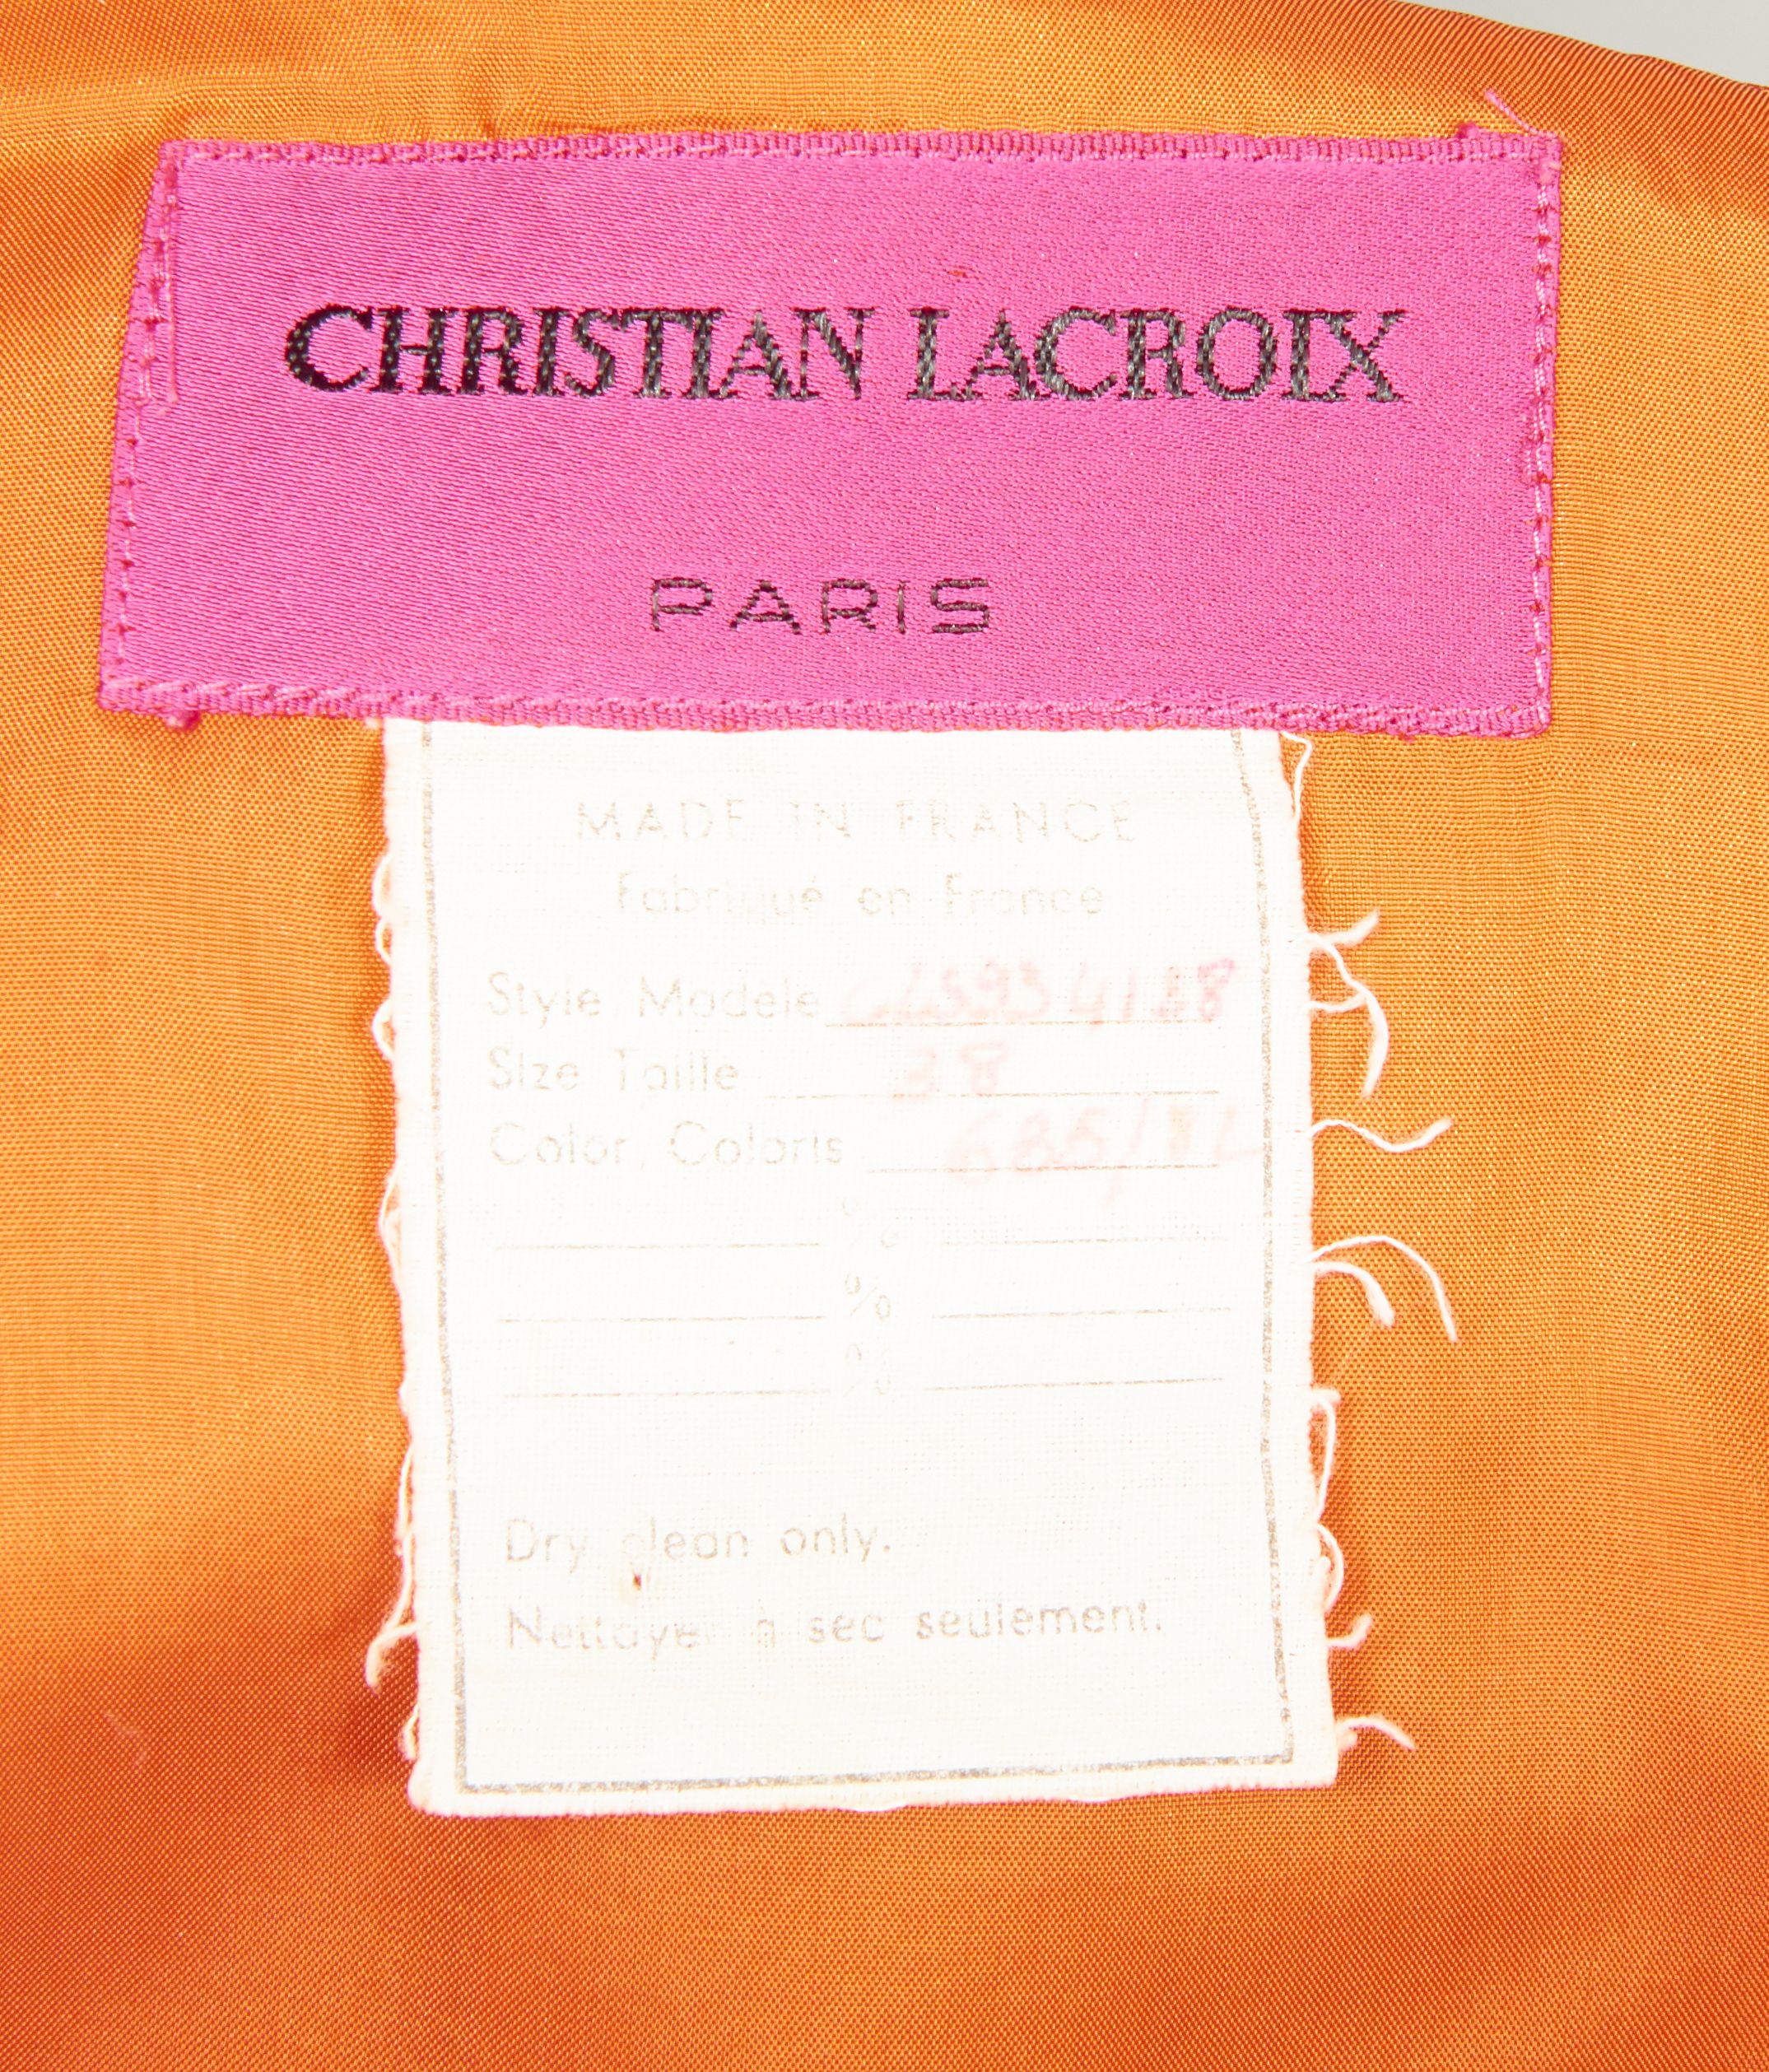 CHRISTIAN LACROIX
PARIS
MADE IN FRANCE
Fabriqué en France
Style, Modele
Size Taille 38
Color, Coloris
%
%
%
Dry clean only.
Nettoyer à sec seulement.